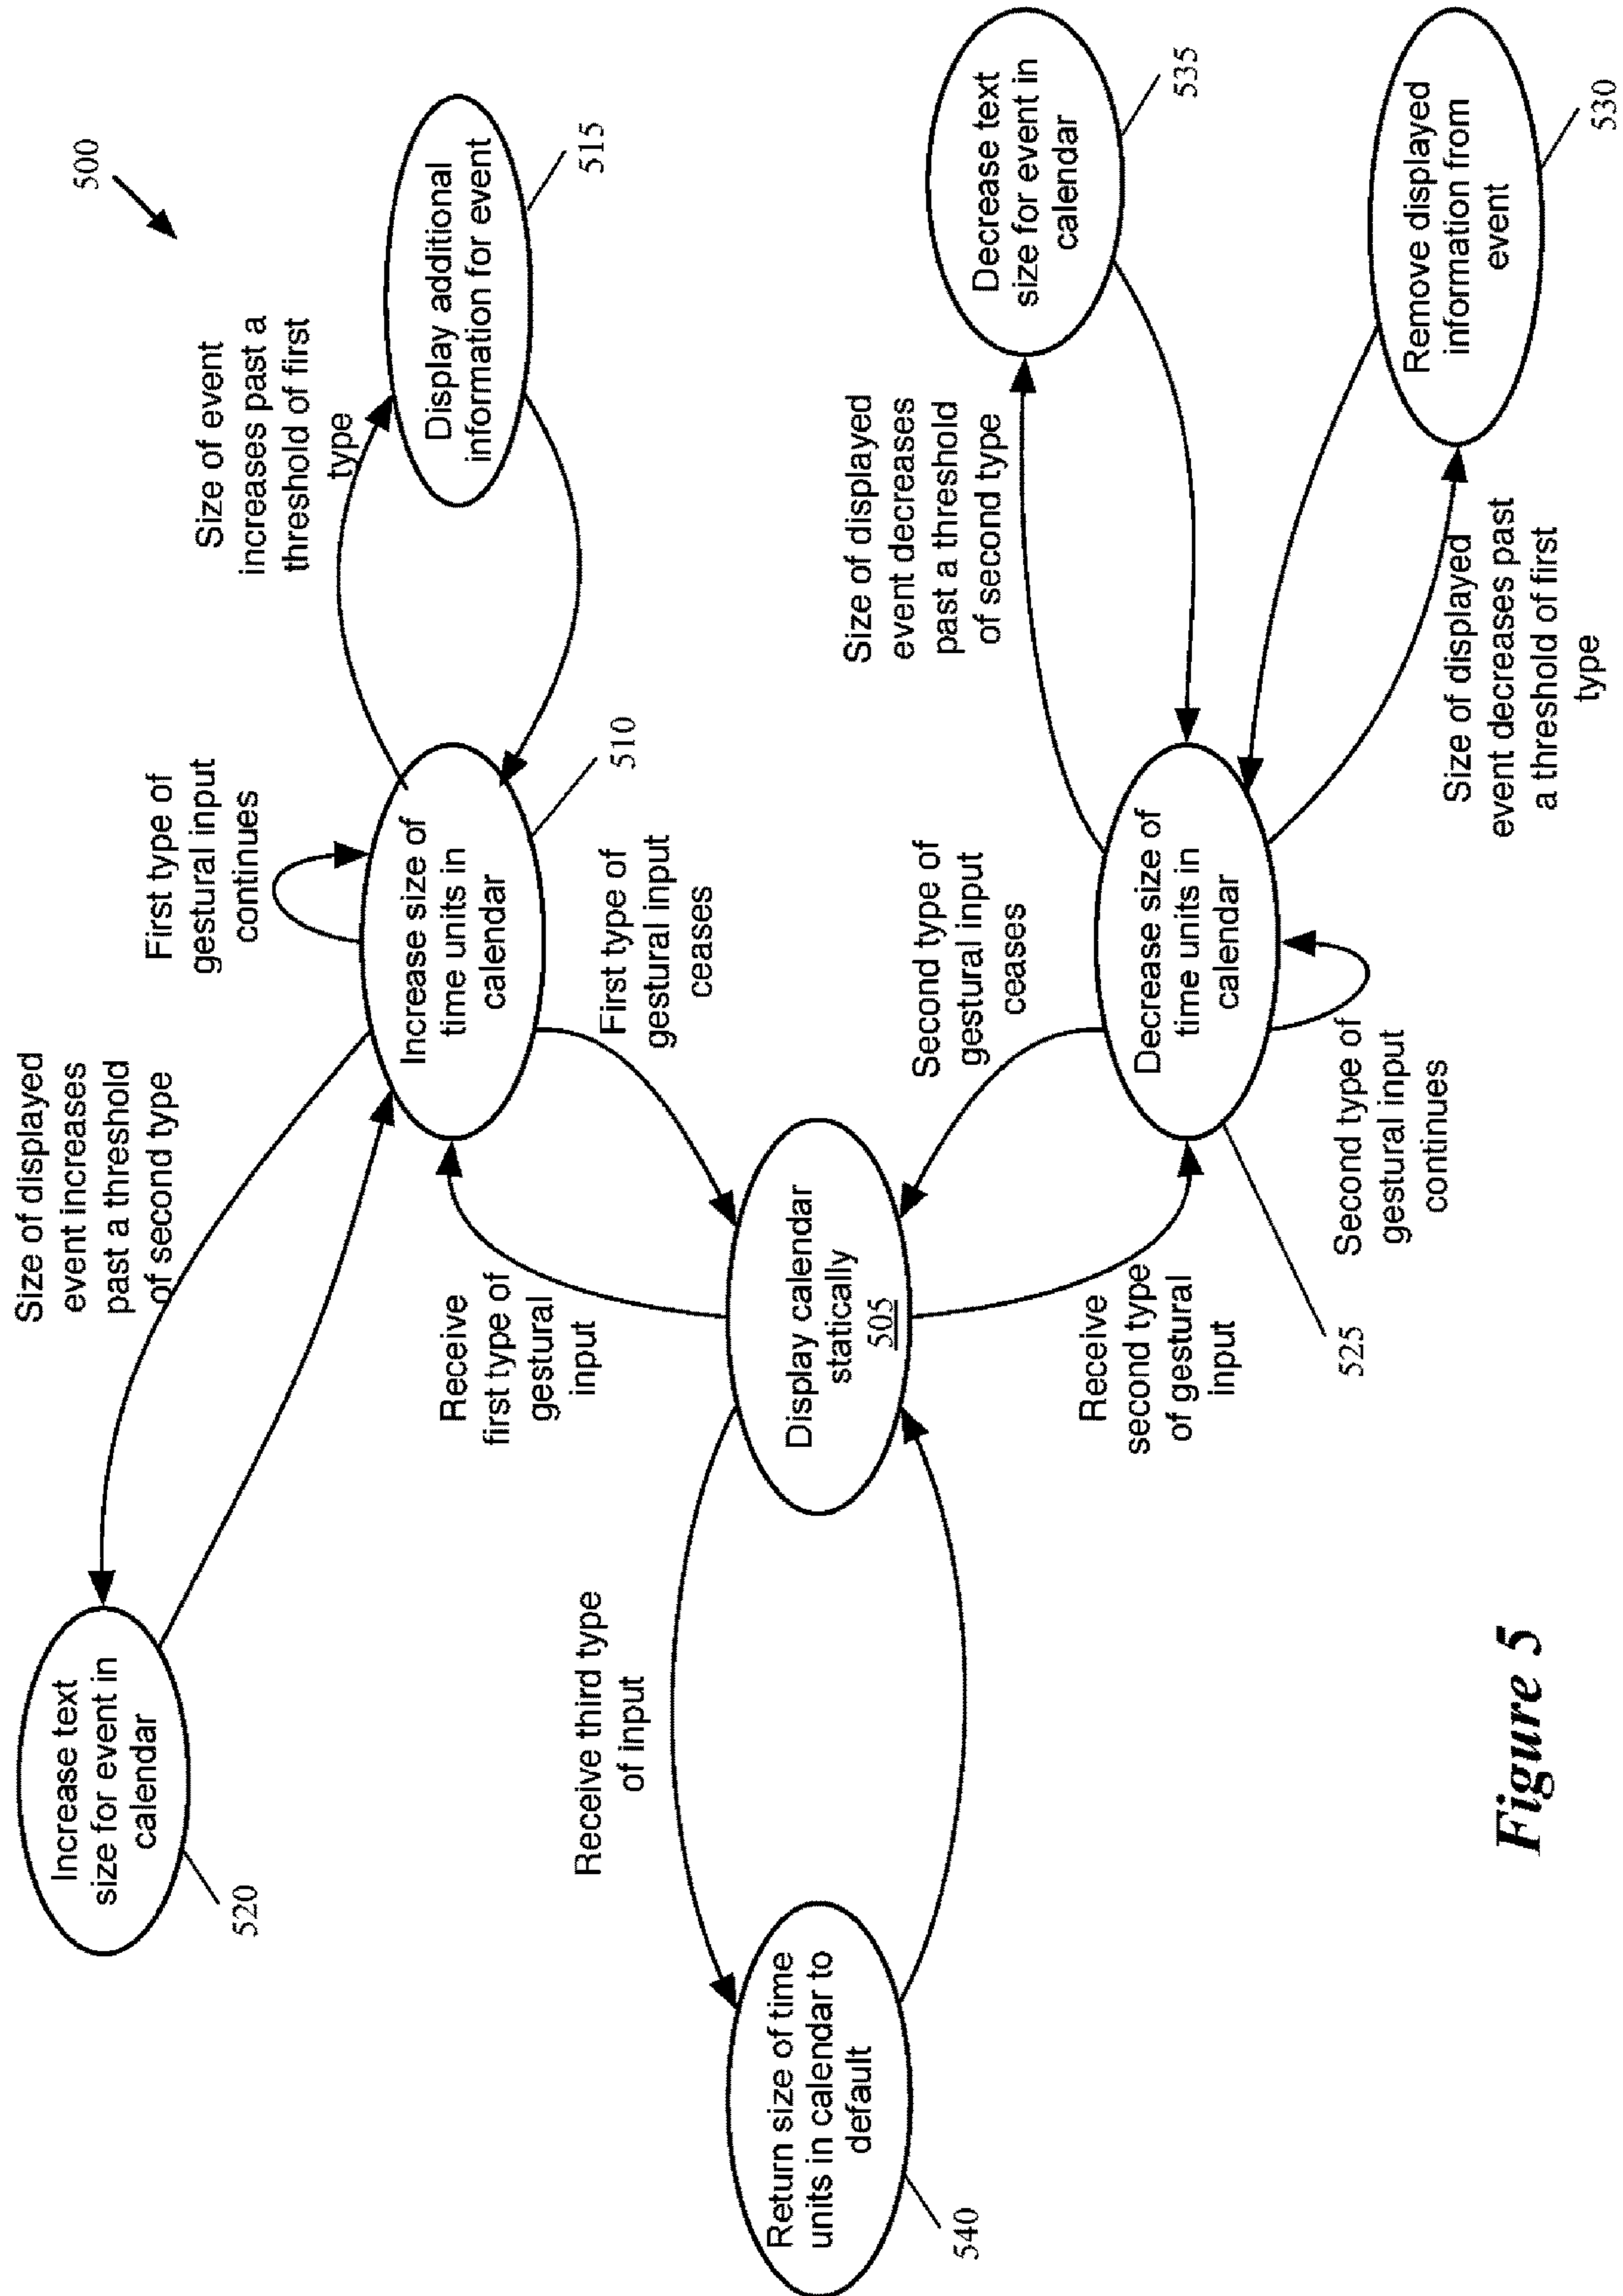 500
Size of displayed
event increases
past a threshold
of second type
First type of
gestural input
continues
Size of event
increases past a
threshold of first
type
Increase text
size for event in
calendar
520
Increase size of
time units in
calendar
510
Display additional
information for event
515
Receive
first type of
gestural
input
First type of
gestural input
ceases
Receive third type
of input
Return size of time
units in calendar to
default
540
Display calendar
statically
505
Second type of
gestural input
ceases
Receive
second type
of gestural
input
Size of displayed
event decreases
past a threshold
of second type
Decrease text
size for event in
calendar
535
Decrease size of
time units in
calendar
525
Second type of
gestural input
continues
Size of displayed
event decreases past
a threshold of first
type
Remove displayed
information from
event
530
Figure 5